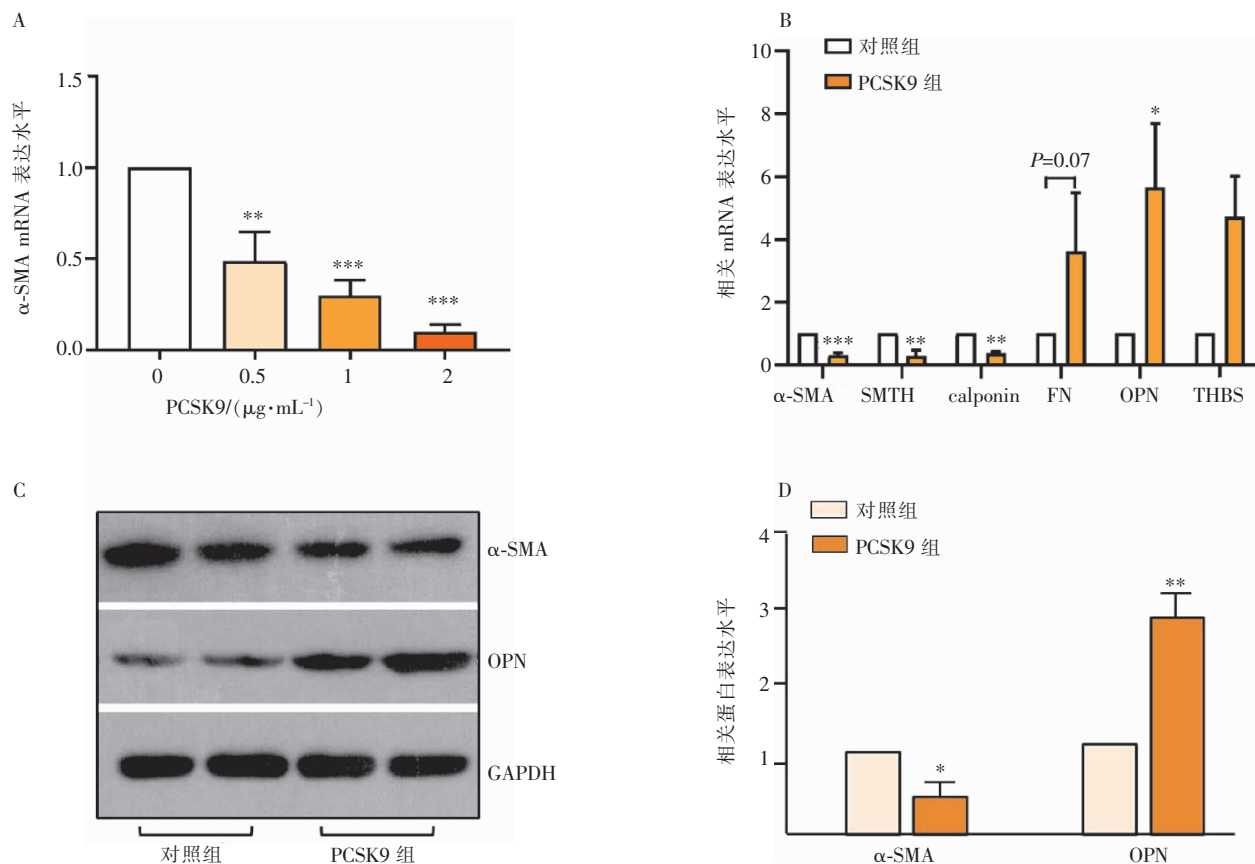 A
α-SMA mRNA 表达水平
1.5
1.0
0.5
0.0
**
***
***
0 0.5 1 2
PCSK9/(μg·mL⁻¹)
B
对照组
PCSK9 组
相关 mRNA 表达水平
10
8
6
4
2
0
***
**
**
P=0.07
*
α-SMA SMTH calponin FN OPN THBS
C
α-SMA
OPN
GAPDH
对照组 PCSK9 组
D
对照组
PCSK9 组
相关蛋白表达水平
4
3
2
1
*
**
α-SMA OPN